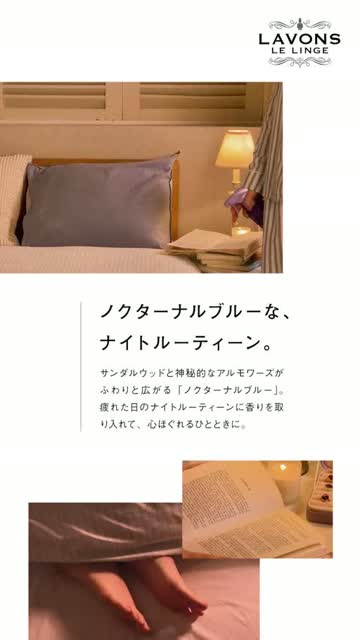 LAVONS
LE LINGE
ノクターナルブルーな、
ナイトルーティーン。
サンダルウッドと神秘的なアルモワーズが
ふわりと広がる「ノクターナルブルー」。
疲れた日のナイトルーティーンに香りを取
り入れて、心ほぐれるひとときに。